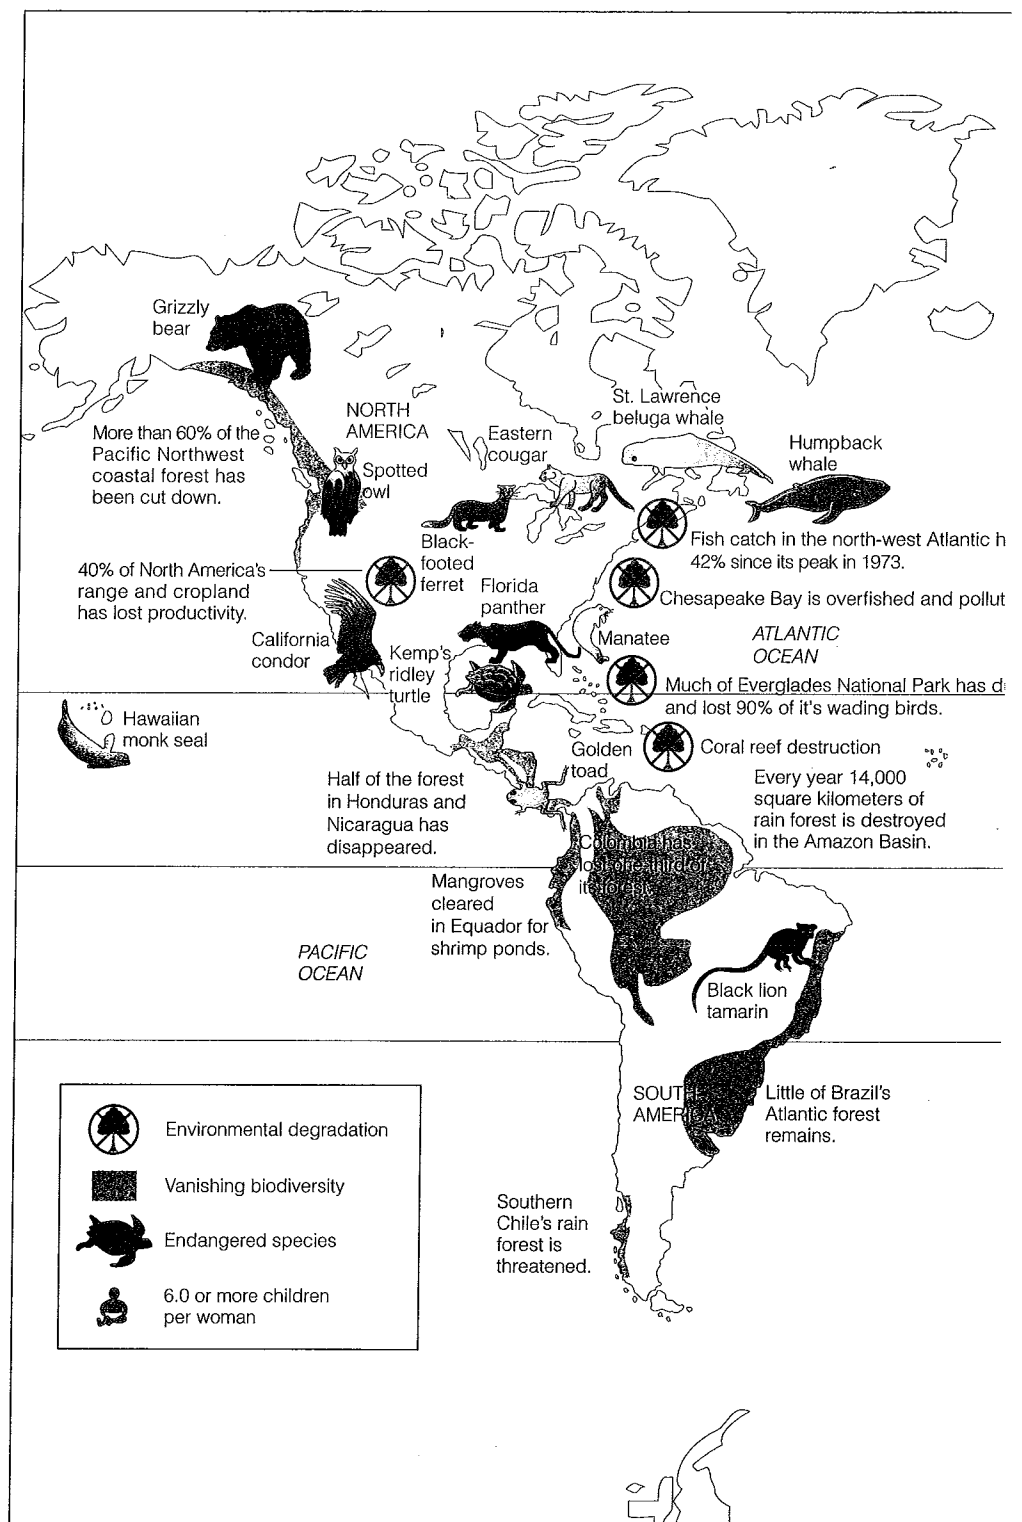 Grizzly
bear
St. Lawrence
beluga whale
NORTH
AMERICA
Eastern
cougar
Humpback
whale
More than 60% of the
Pacific Northwest
coastal forest has
been cut down.
Spotted
owl
Black-
footed
ferret
Fish catch in the north-west Atlantic h
42% since its peak in 1973.
40% of North America's
range and cropland
has lost productivity.
Florida
panther
Chesapeake Bay is overfished and pollut
California
condor
Kemp's
ridley
turtle
Manatee
ATLANTIC
OCEAN
Much of Everglades National Park has d
and lost 90% of it's wading birds.
Hawaiian
monk seal
Golden
toad
Coral reef destruction
Half of the forest
in Honduras and
Nicaragua has
disappeared.
Every year 14,000
square kilometers of
rain forest is destroyed
in the Amazon Basin.
Colombia has
lost one-third of
its forest.
Mangroves
cleared
in Equador for
shrimp ponds.
PACIFIC
OCEAN
Black lion
tamarin
SOUTH
AMERICA
Little of Brazil's
Atlantic forest
remains.
Southern
Chile's rain
forest is
threatened.
Environmental degradation
Vanishing biodiversity
Endangered species
6.0 or more children
per woman